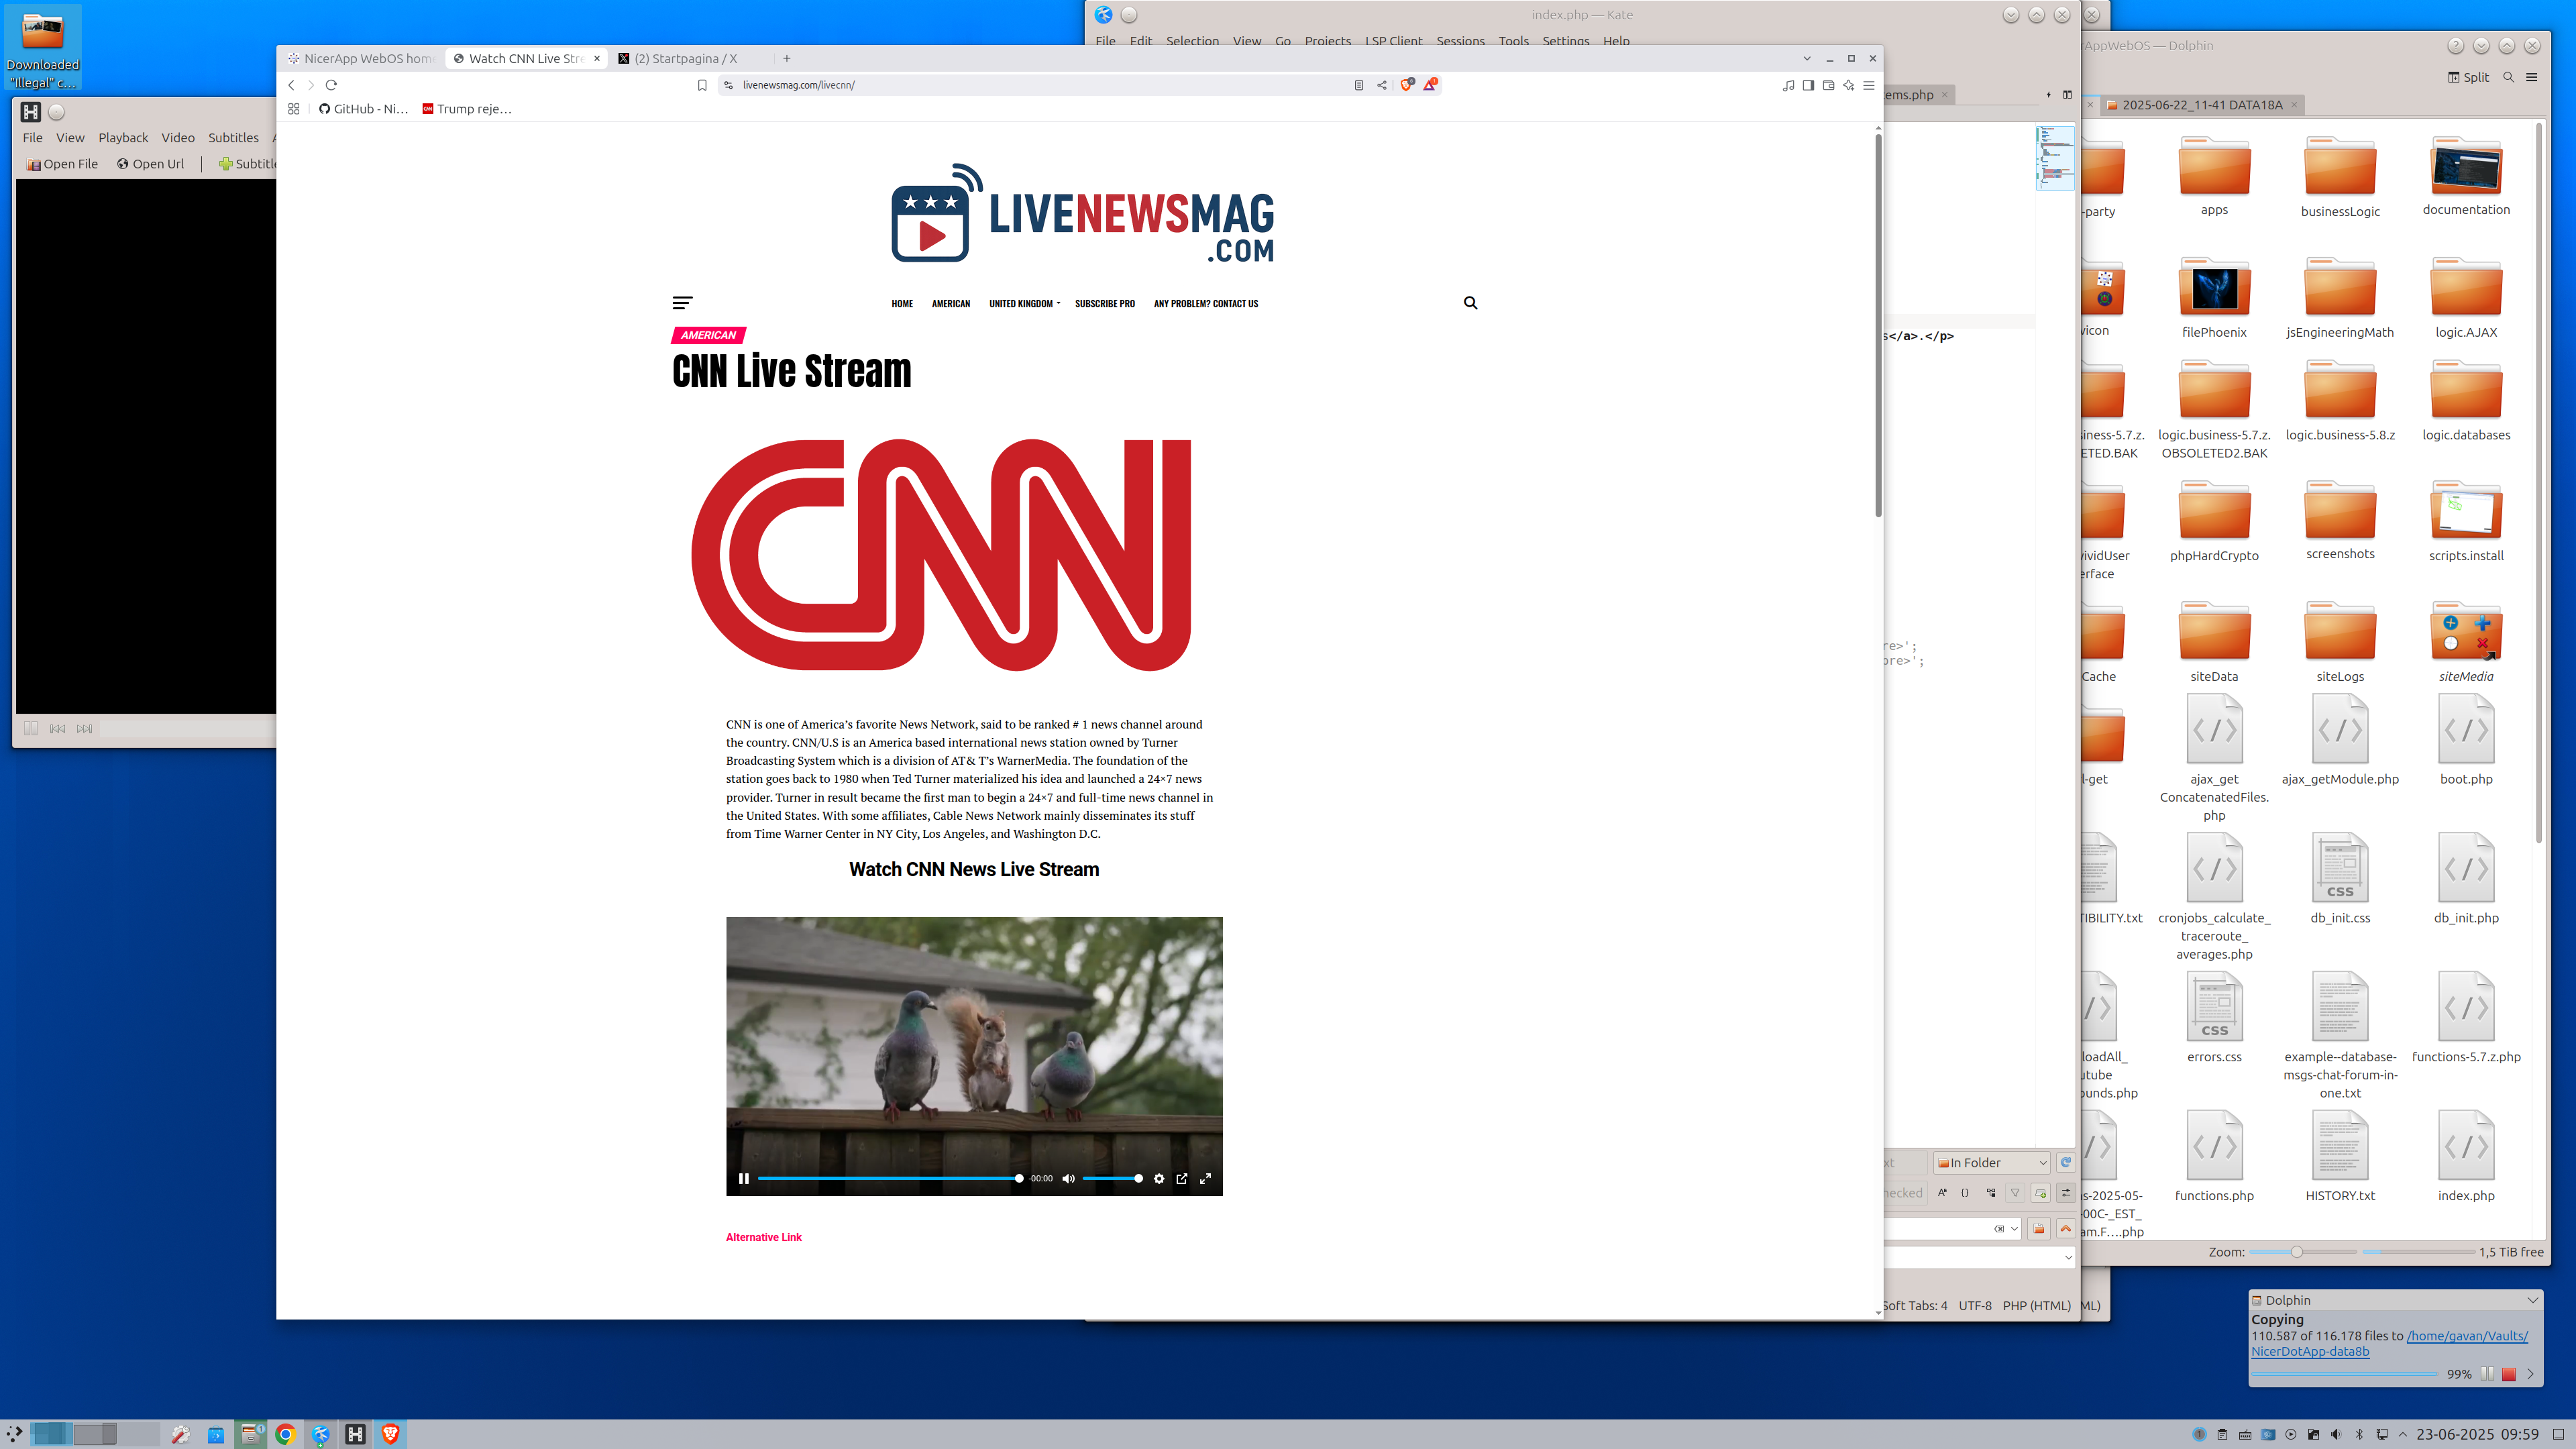 Downloaded
"Illegal" c...
File View Playback Video Subtitles
Open File Open Url Subtitle
index.php — Kate
File Edit Selection View Go Projects LSP Client Sessions Tools Settings Help
NicerApp WebOS hom
Watch CNN Live Stre
(2) Startpagina / X
livenewsmag.com/livecnn/
GitHub - Ni...
CNN Trump reje...
LIVENEWSMAG
.COM
HOME AMERICAN UNITED KINGDOM SUBSCRIBE PRO ANY PROBLEM? CONTACT US
AMERICAN
CNN Live Stream
CNN
CNN is one of America's favorite News Network, said to be ranked # 1 news channel around
the country. CNN/U.S is an America based international news station owned by Turner
Broadcasting System which is a division of AT& T's WarnerMedia. The foundation of the
station goes back to 1980 when Ted Turner materialized his idea and launched a 24×7 news
provider. Turner in result became the first man to begin a 24×7 and full-time news channel in
the United States. With some affiliates, Cable News Network mainly disseminates its stuff
from Time Warner Center in NY City, Los Angeles, and Washington D.C.
Watch CNN News Live Stream
-00:00
Alternative Link
ems.php
s</a>.</p>
re>';
ore>';
In Folder
Soft Tabs: 4 UTF-8 PHP (HTML)
ML)
AppWebOS — Dolphin
Split
2025-06-22_11-41 DATA18A
-party
apps
businessLogic
documentation
vicon
filePhoenix
jsEngineeringMath
logic.AJAX
siness-5.7.z.
ETED.BAK
logic.business-5.7.z.
OBSOLETED2.BAK
logic.business-5.8.z
logic.databases
vividUser
erface
phpHardCrypto
screenshots
scripts.install
Cache
siteData
siteLogs
siteMedia
l-get
ajax_get
ConcatenatedFiles.
php
ajax_getModule.php
boot.php
TIBILITY.txt
cronjobs_calculate_
traceroute_
averages.php
CSS
db_init.css
db_init.php
loadAll_
utube
ounds.php
CSS
errors.css
example--database-
msgs-chat-forum-in-
one.txt
functions-5.7.z.php
s-2025-05-
-00C-_EST_
am.F....php
functions.php
HISTORY.txt
index.php
Zoom:
1,5 TiB free
Dolphin
Copying
110.587 of 116.178 files to /home/gavan/Vaults/
NicerDotApp-data8b
99%
23-06-2025 09:59